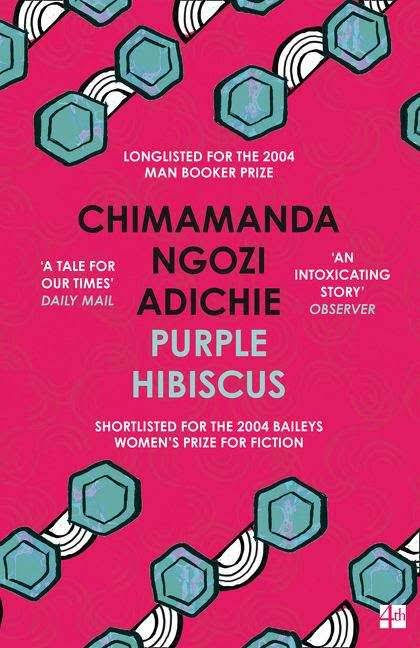 LONGLISTED FOR THE 2004
MAN BOOKER PRIZE
CHIMAMANDA
NGOZI
ADICHIE
'A TALE FOR
OUR TIMES'
DAILY MAIL
'AN
INTOXICATING
STORY'
OBSERVER
PURPLE
HIBISCUS
SHORTLISTED FOR THE 2004 BAILEYS
WOMEN'S PRIZE FOR FICTION
4th